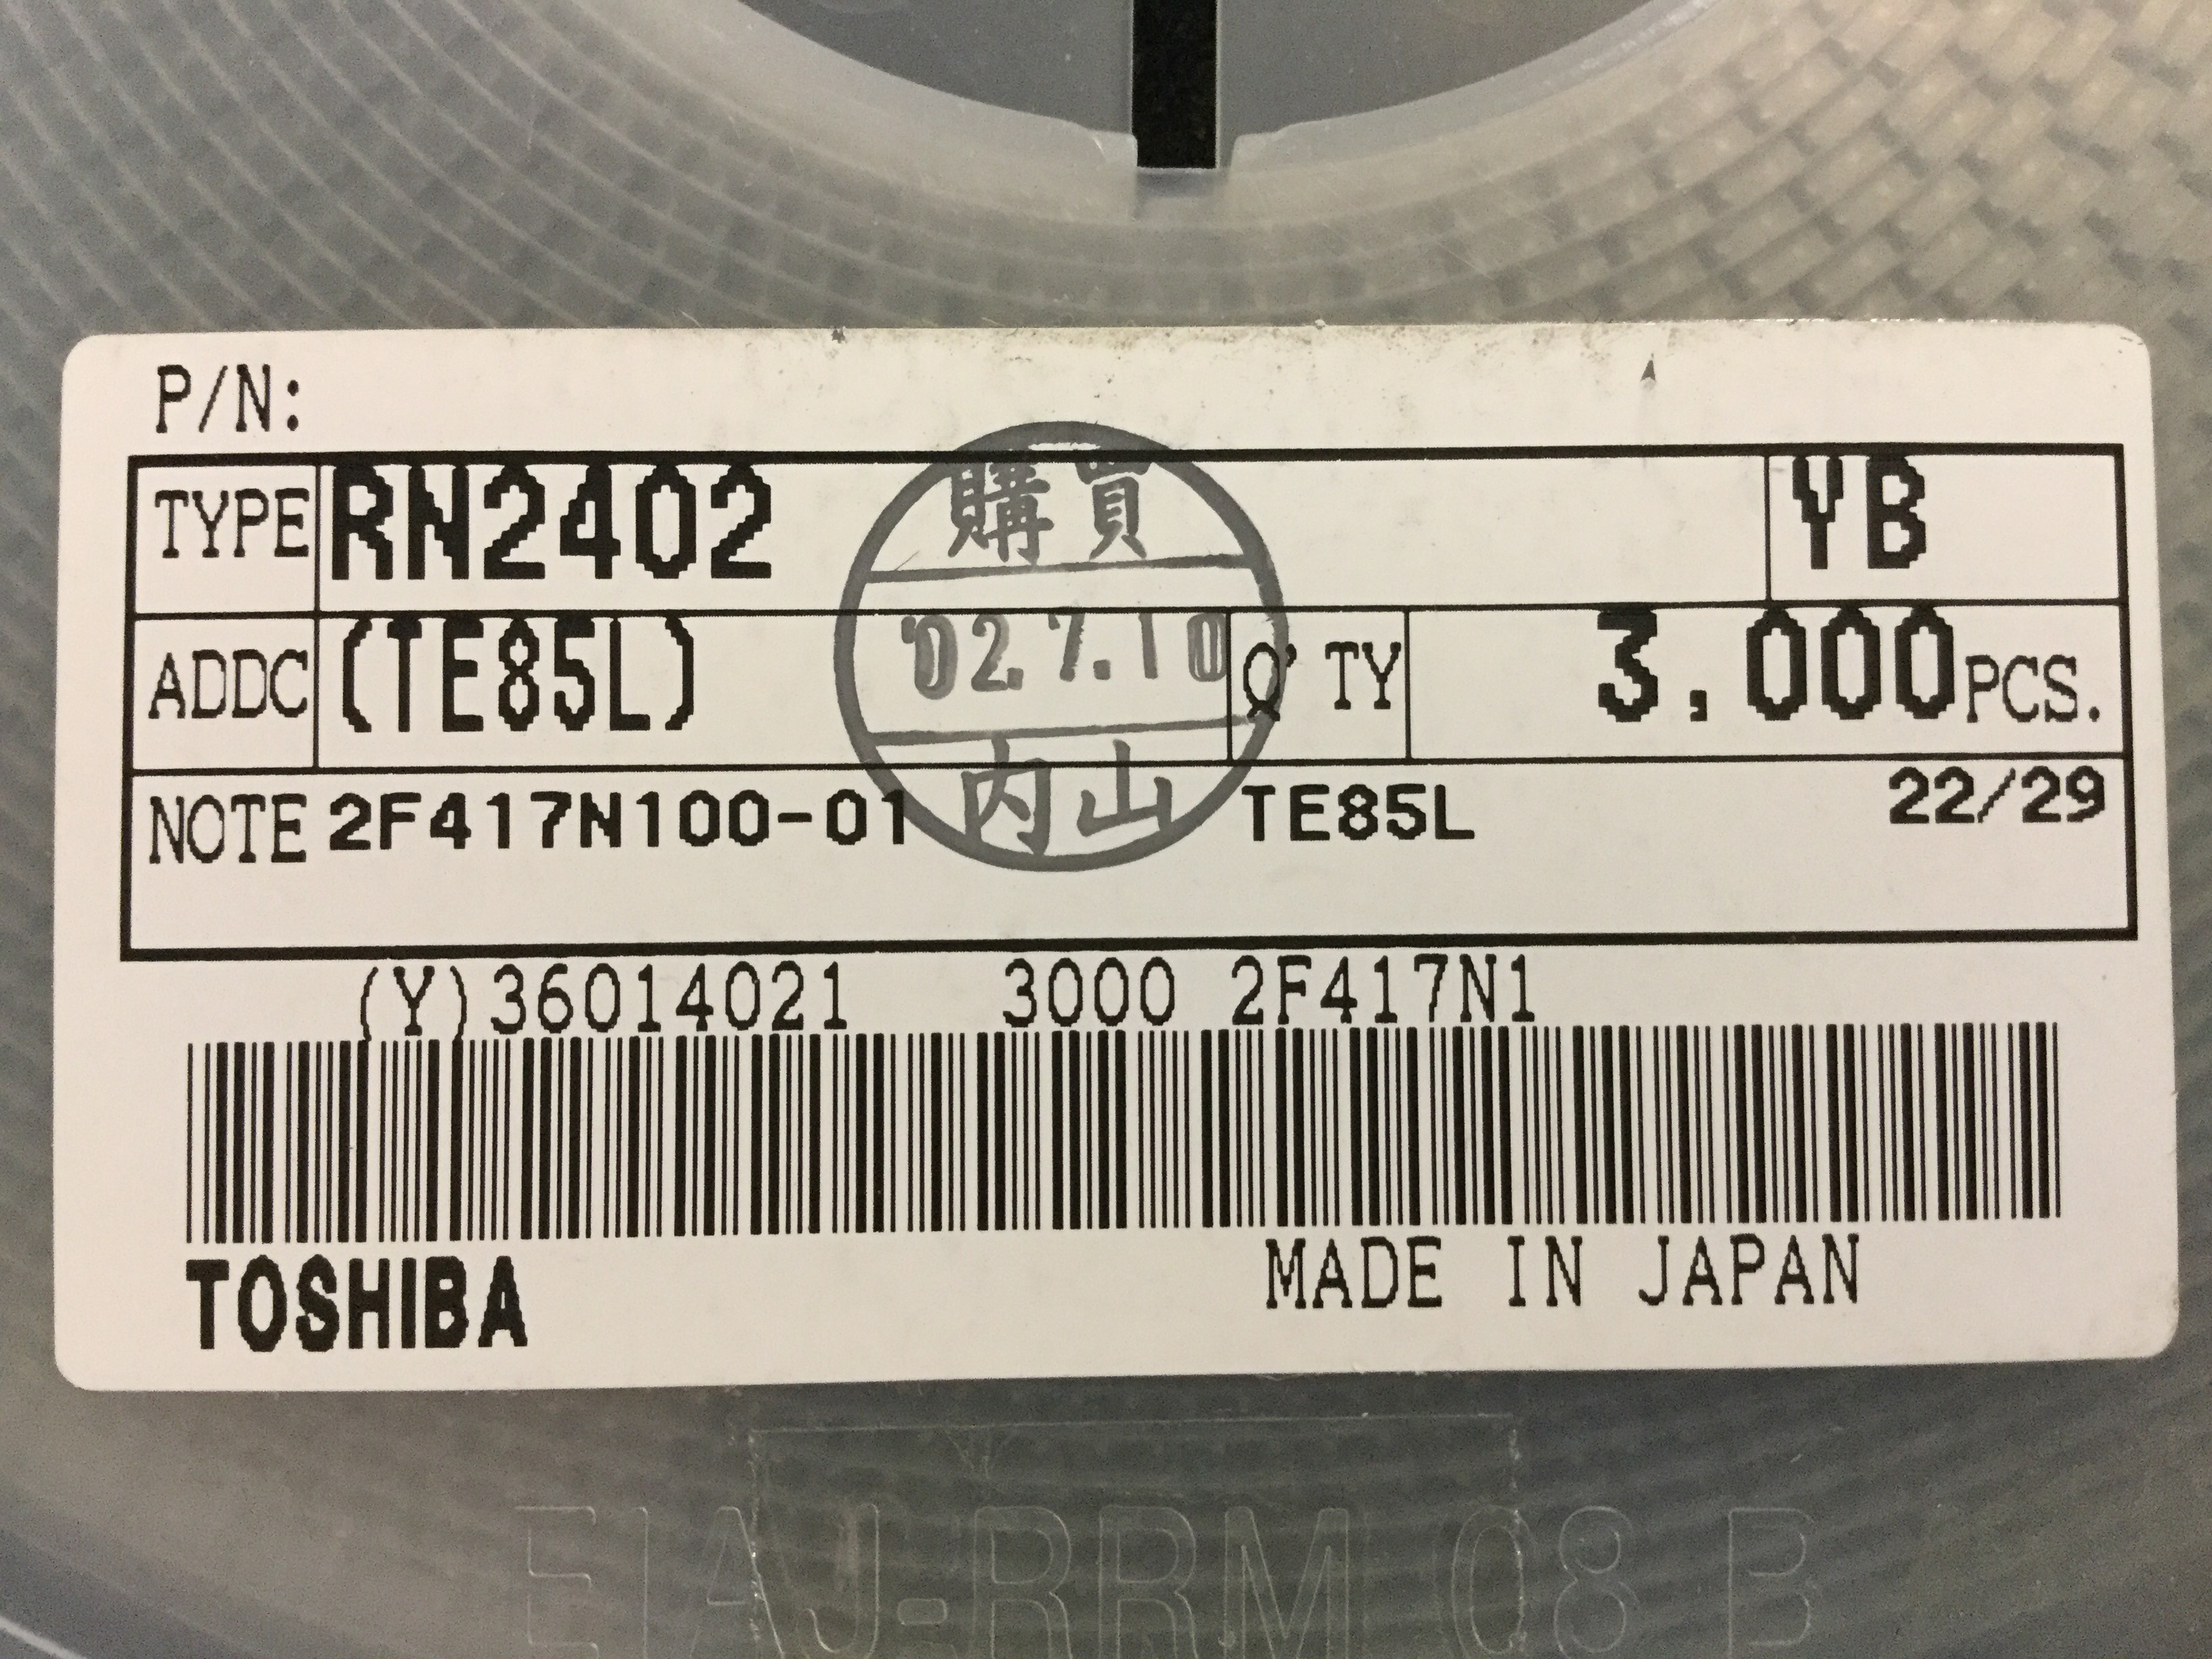 P/N:
TYPE RN2402 YB
購買
ADDC (TE85L) Q'TY 3,000PCS.
'02.7.10
内山
NOTE 2F417N100-01 TE85L 22/29
(Y)36014021 3000 2F417N1
TOSHIBA MADE IN JAPAN
EIAJ-RRM 08 B